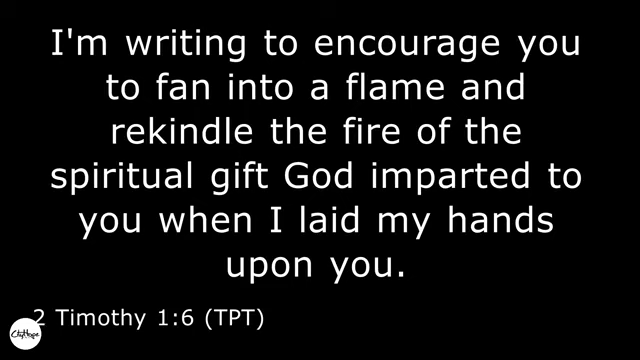 I'm writing to encourage you
to fan into a flame and
rekindle the fire of the
spiritual gift God imparted to
you when I laid my hands
upon you.
2 Timothy 1:6 (TPT)
CityHope